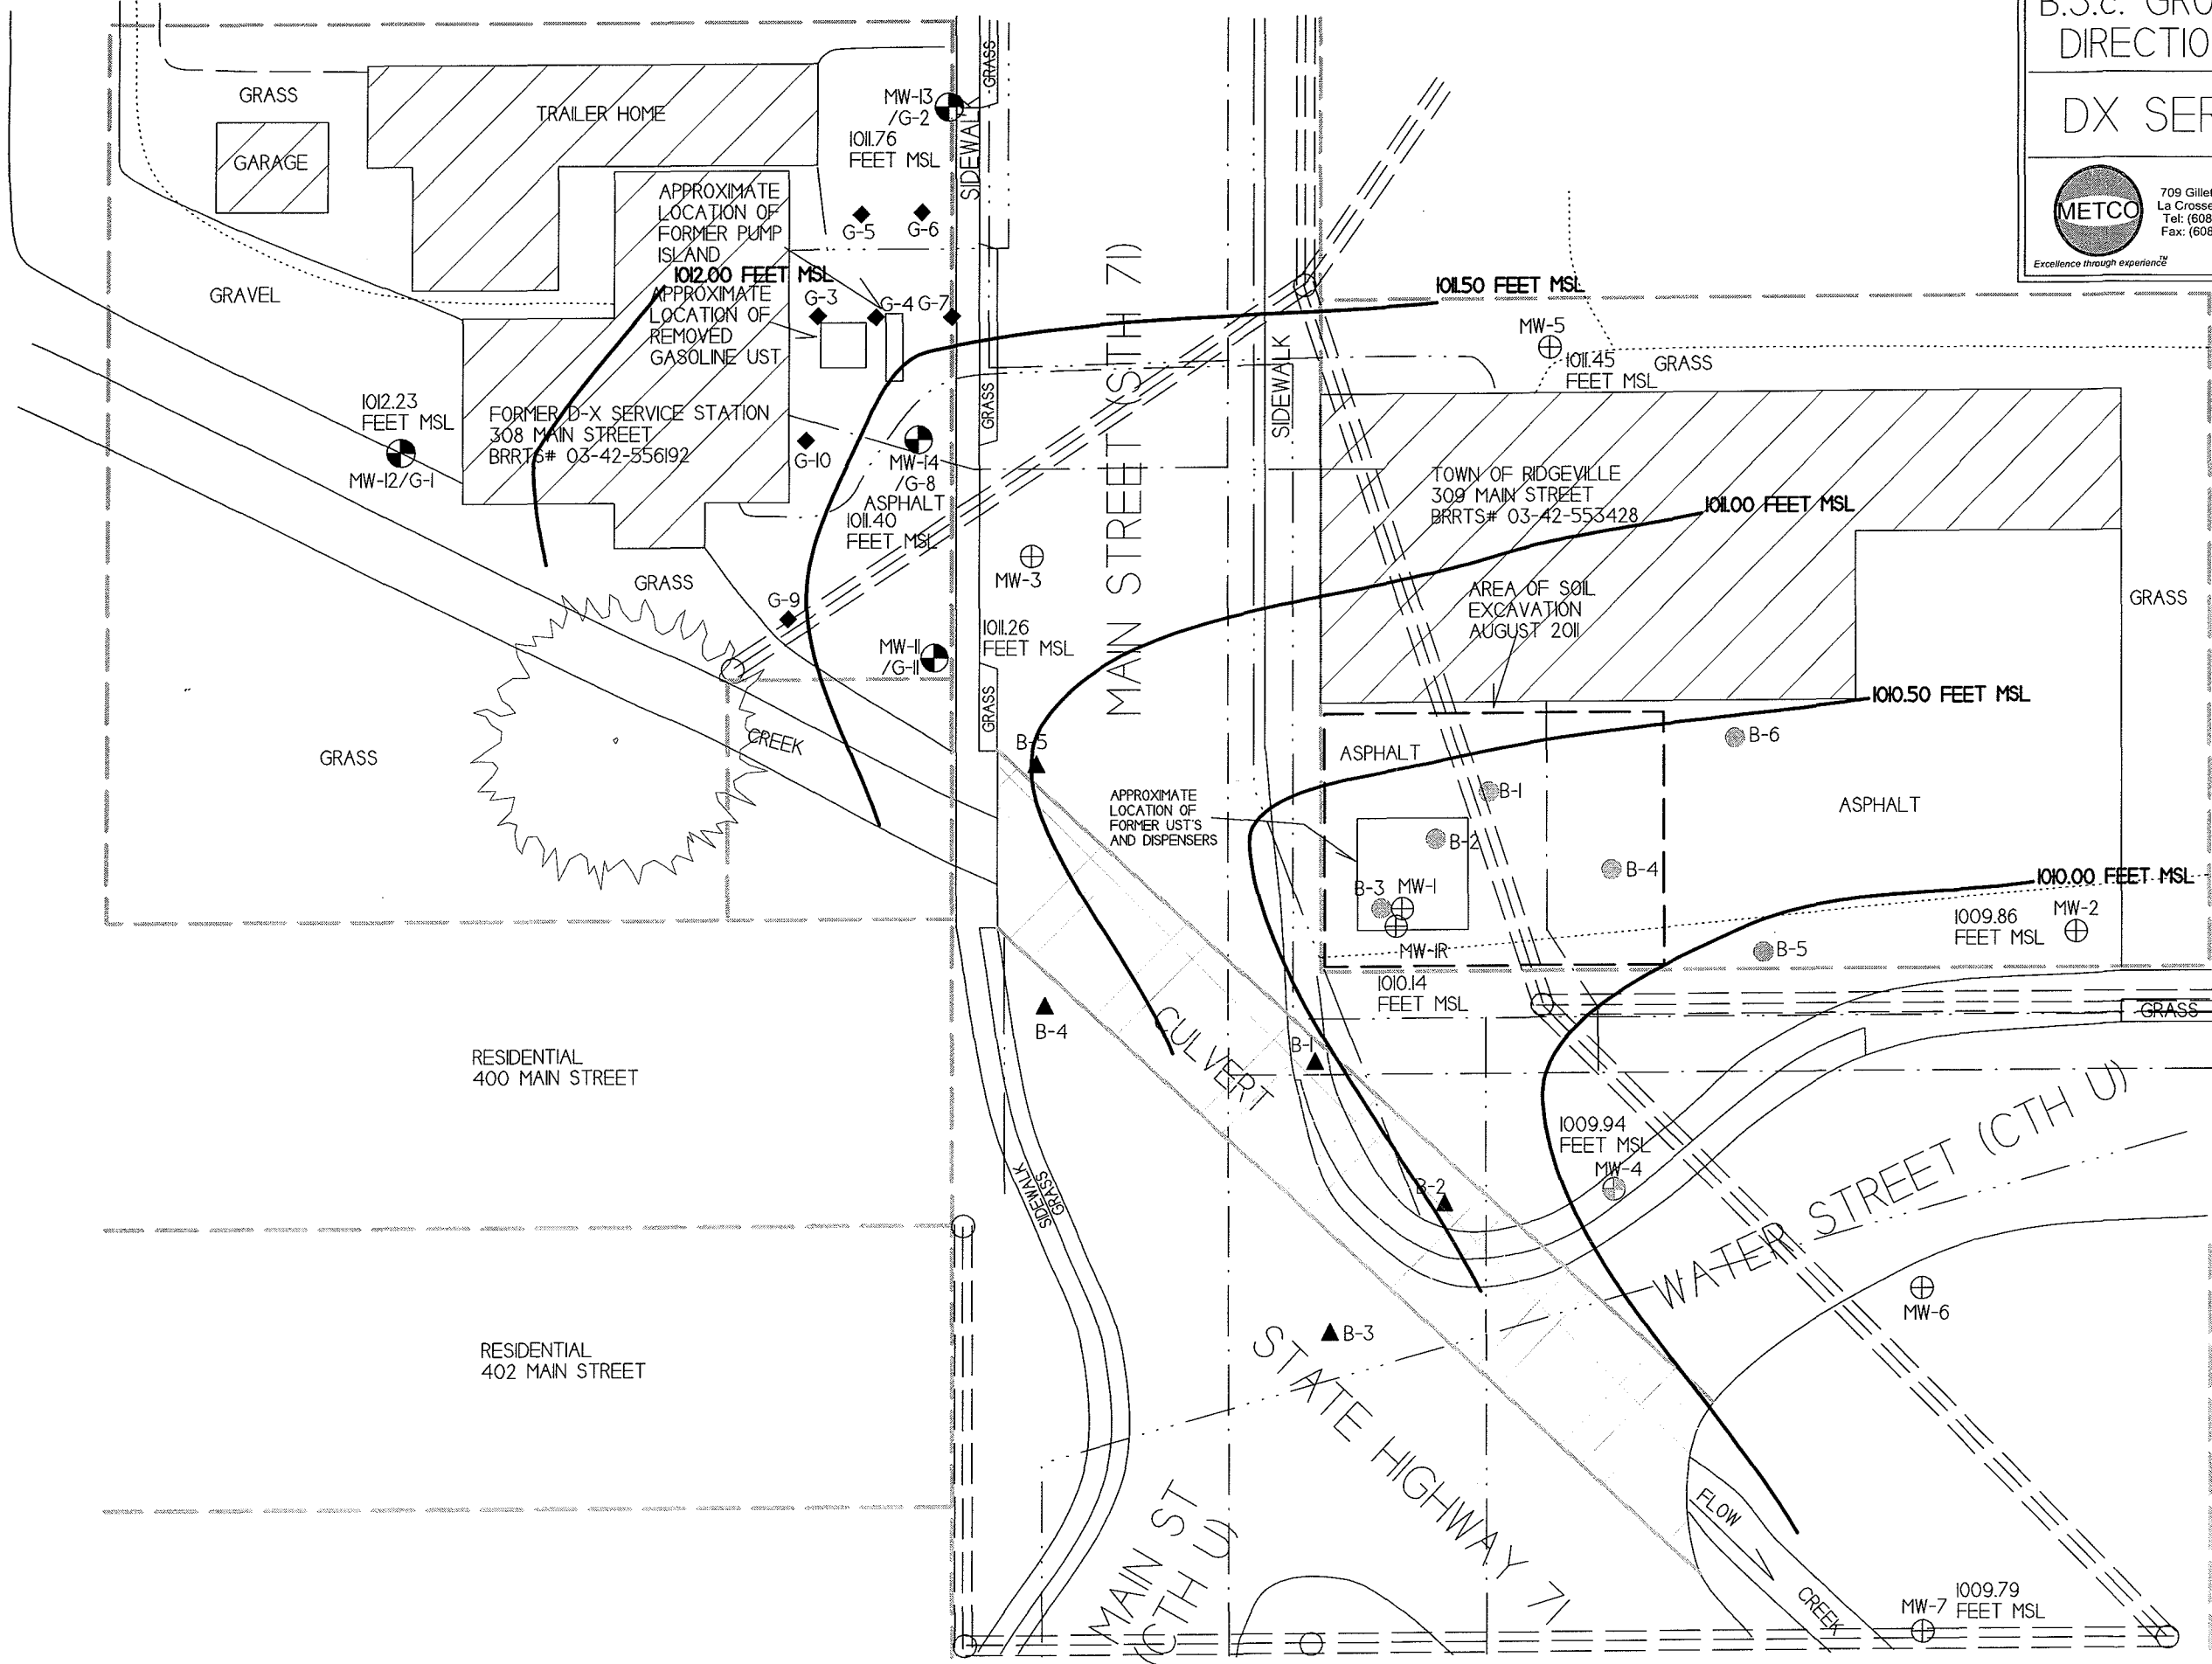 B.3.c. GRO
DIRECTIO
DX SER
METCO
709 Gille
La Crosse
Tel: (608
Fax: (608
Excellence through experience™
GRASS
TRAILER HOME
GARAGE
MW-13
/G-2
1011.76
FEET MSL
SIDEWALK
GRASS
APPROXIMATE
LOCATION OF
FORMER PUMP
ISLAND
G-5
G-6
1012.00 FEET MSL
GRAVEL
APPROXIMATE
LOCATION OF
REMOVED
GASOLINE UST
G-3
G-4
G-7
1011.50 FEET MSL
MW-5
1011.45
FEET MSL
GRASS
MAIN STREET (STH 71)
SIDEWALK
GRASS
1012.23
FEET MSL
MW-12/G-1
FORMER D-X SERVICE STATION
308 MAIN STREET
BRRTS# 03-42-556192
G-10
MW-14
/G-8
ASPHALT
1011.40
FEET MSL
TOWN OF RIDGEVILLE
309 MAIN STREET
BRRTS# 03-42-553428
1011.00 FEET MSL
MW-3
GRASS
G-9
AREA OF SOIL
EXCAVATION
AUGUST 2011
GRASS
1011.26
FEET MSL
MW-11
/G-11
GRASS
1010.50 FEET MSL
CREEK
GRASS
B-5
ASPHALT
B-6
APPROXIMATE
LOCATION OF
FORMER UST'S
AND DISPENSERS
B-1
ASPHALT
B-2
B-4
B-3
MW-1
1010.00 FEET MSL
1009.86
FEET MSL
MW-2
MW-1R
B-5
1010.14
FEET MSL
GRASS
B-4
CULVERT
B-1
RESIDENTIAL
400 MAIN STREET
1009.94
FEET MSL
MW-4
WATER STREET (CTH U)
SIDEWALK
GRASS
B-2
MW-6
B-3
RESIDENTIAL
402 MAIN STREET
STATE HIGHWAY 71
MAIN ST
(CTH U)
FLOW
CREEK
MW-7
1009.79
FEET MSL